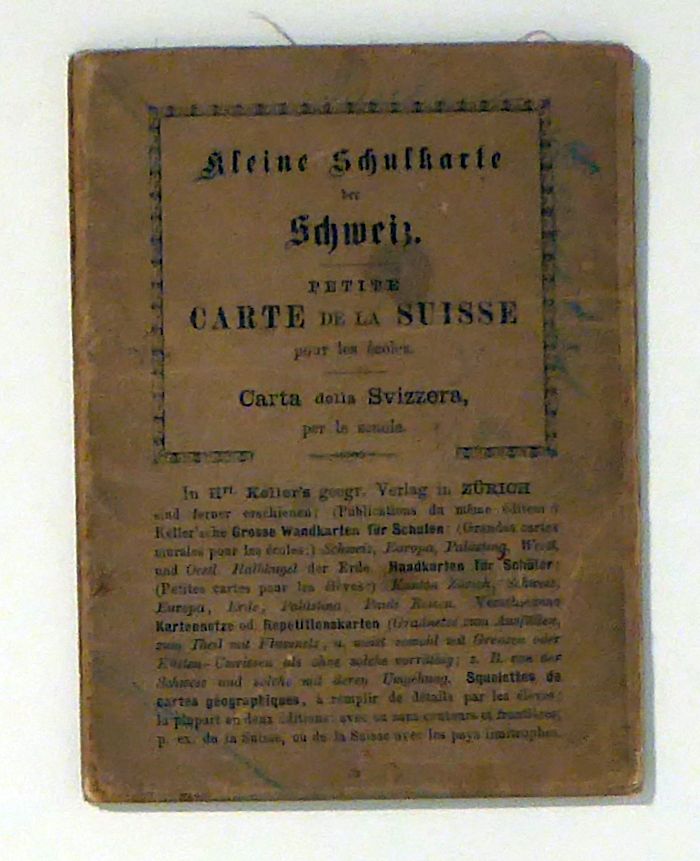 Kleine Schulkarte
der
Schweiz.
PETITE
CARTE DE LA SUISSE
pour les écoles.
Carta della Svizzera,
per le scuole.
In Hrl. Keller's geogr. Verlag in ZÜRICH
sind ferner erschienen: (Publications du même éditeur:)
Keller'sche Grosse Wandkarten für Schulen: (Grandes cartes
murales pour les écoles:) Schweiz, Europa, Palästina, Westl.
und Oestl. Halbkugel der Erde. Handkarten für Schüler:
(Petites cartes pour les élèves:) Kanton Zürich, Schweiz,
Europa, Erde, Palästina, Pauli Reisen. Verschiedene
Kartennetze od. Repetitionskarten (Gradnetze zum Ausfüllen,
zum Theil mit Flussnetz, u. meist sowohl mit Grenzen oder
Küsten-Umrissen als ohne solche vorräthig; z. B. von der
Schweiz und solche mit deren Umgebung. Squelettes de
cartes géographiques, à remplir de détails par les élèves;
la plupart en deux éditions: avec ou sans contours et frontières;
p. ex. de la Suisse, ou de la Suisse avec les pays limitrophes.